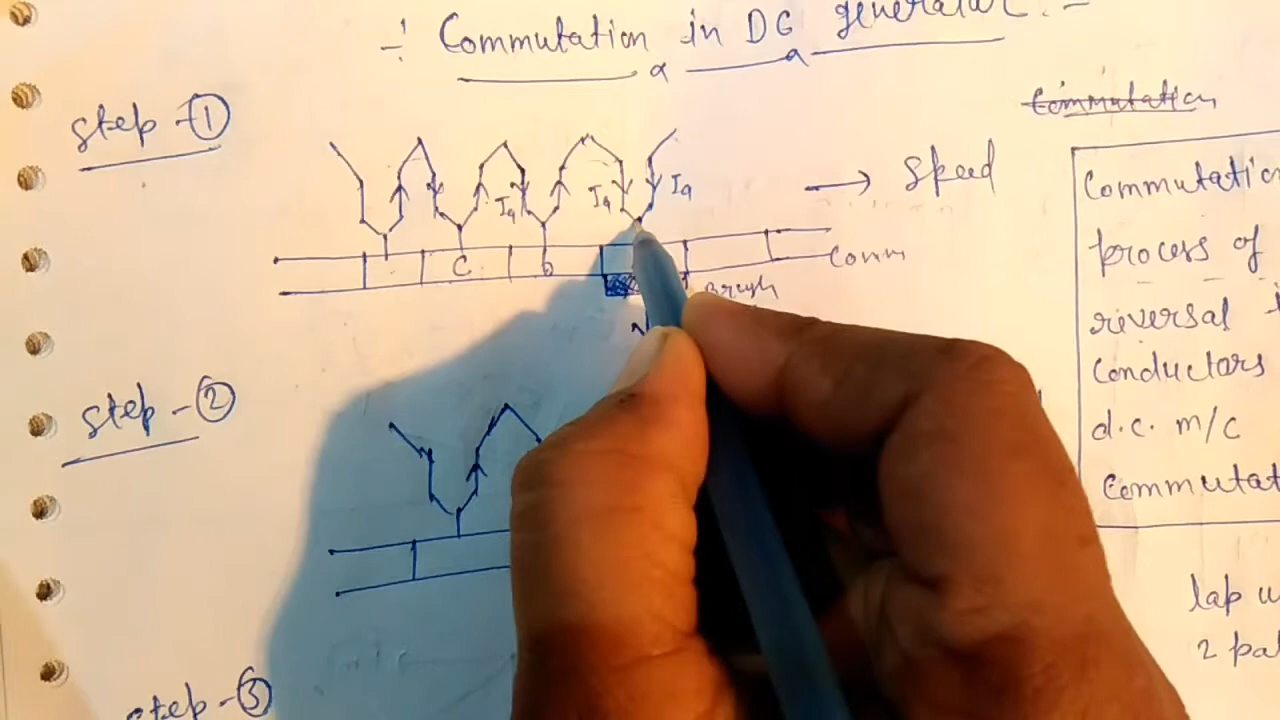 Commutation in DC generator. -
Step - 1
Commutation
Ia Ia Ia
→ Speed
C b Comm
Brush
Commutation
process of
reversal
Conductors
d.c. m/c
Commutat
Step - 2
lap
2
Step - 3